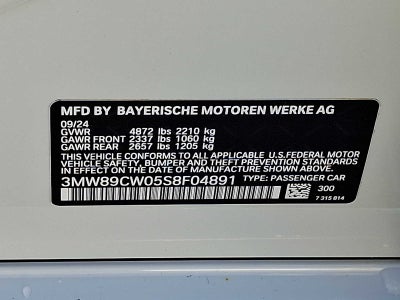 MFD BY BAYERISCHE MOTOREN WERKE AG
09/24
GVWR 4872 lbs 2210 kg
GAWR FRONT 2337 lbs 1060 kg
GAWR REAR 2657 lbs 1205 kg
THIS VEHICLE CONFORMS TO ALL APPLICABLE U.S. FEDERAL MOTOR
VEHICLE SAFETY, BUMPER AND THEFT PREVENTION STANDARDS
IN EFFECT ON THE DATE OF MANUFACTURE SHOWN ABOVE.
3MW89CW05S8F04891 TYPE: PASSENGER CAR
300
7 315 814